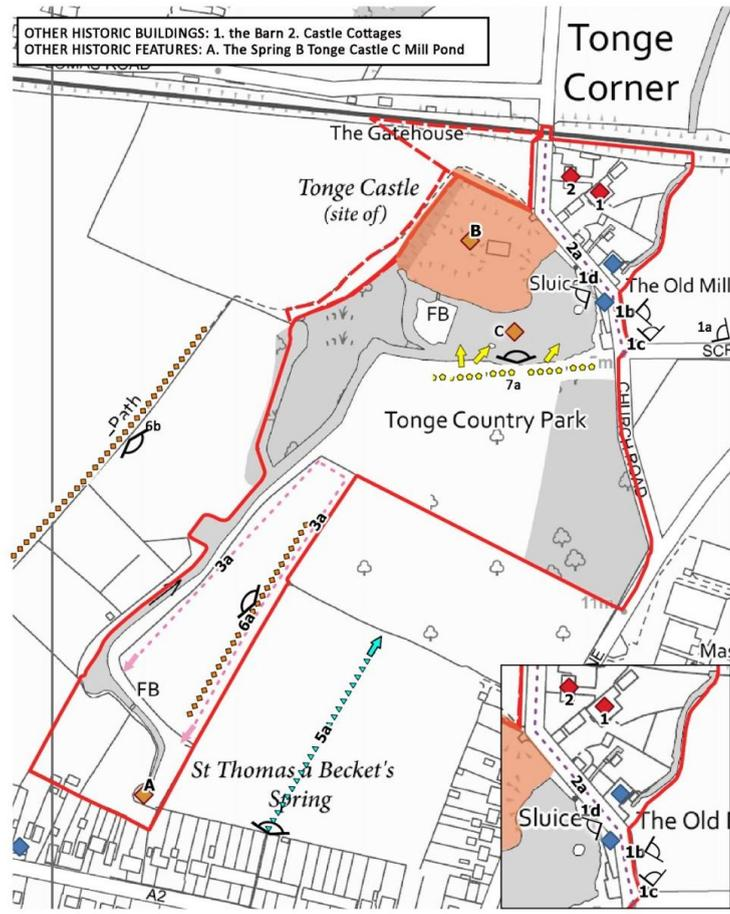 OTHER HISTORIC BUILDINGS: 1. the Barn 2. Castle Cottages
OTHER HISTORIC FEATURES: A. The Spring B Tonge Castle C Mill Pond
Tonge
Corner
ROAD
The Gatehouse
Tonge Castle
(site of)
2
1
B
2a
1d
Sluice
The Old Mill
FB
C
1b
1a
1c
7a
Path
6b
Tonge Country Park
CHURCH ROAD
3a
3a
6a
11m
FB
5a
St Thomas à Becket's
Spring
A
A2
2
1
2a
1d
Sluice
The Old
1b
1c